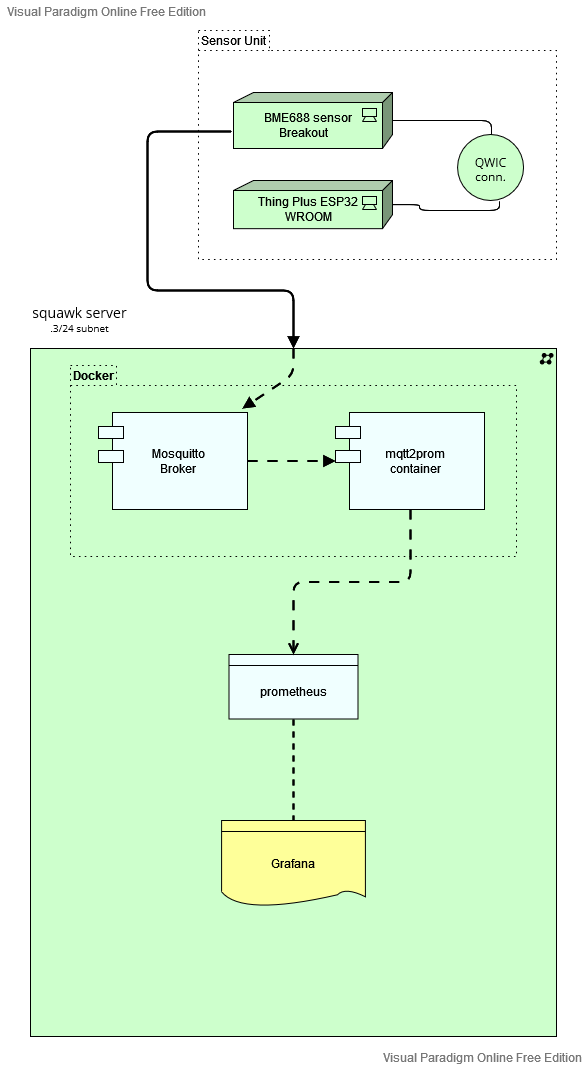 Visual Paradigm Online Free Edition
Sensor Unit
BME688 sensor
Breakout
QWIC
conn.
Thing Plus ESP32
WROOM
squawk server
.3/24 subnet
Docker
Mosquitto
Broker
mqtt2prom
container
prometheus
Grafana
Visual Paradigm Online Free Edition